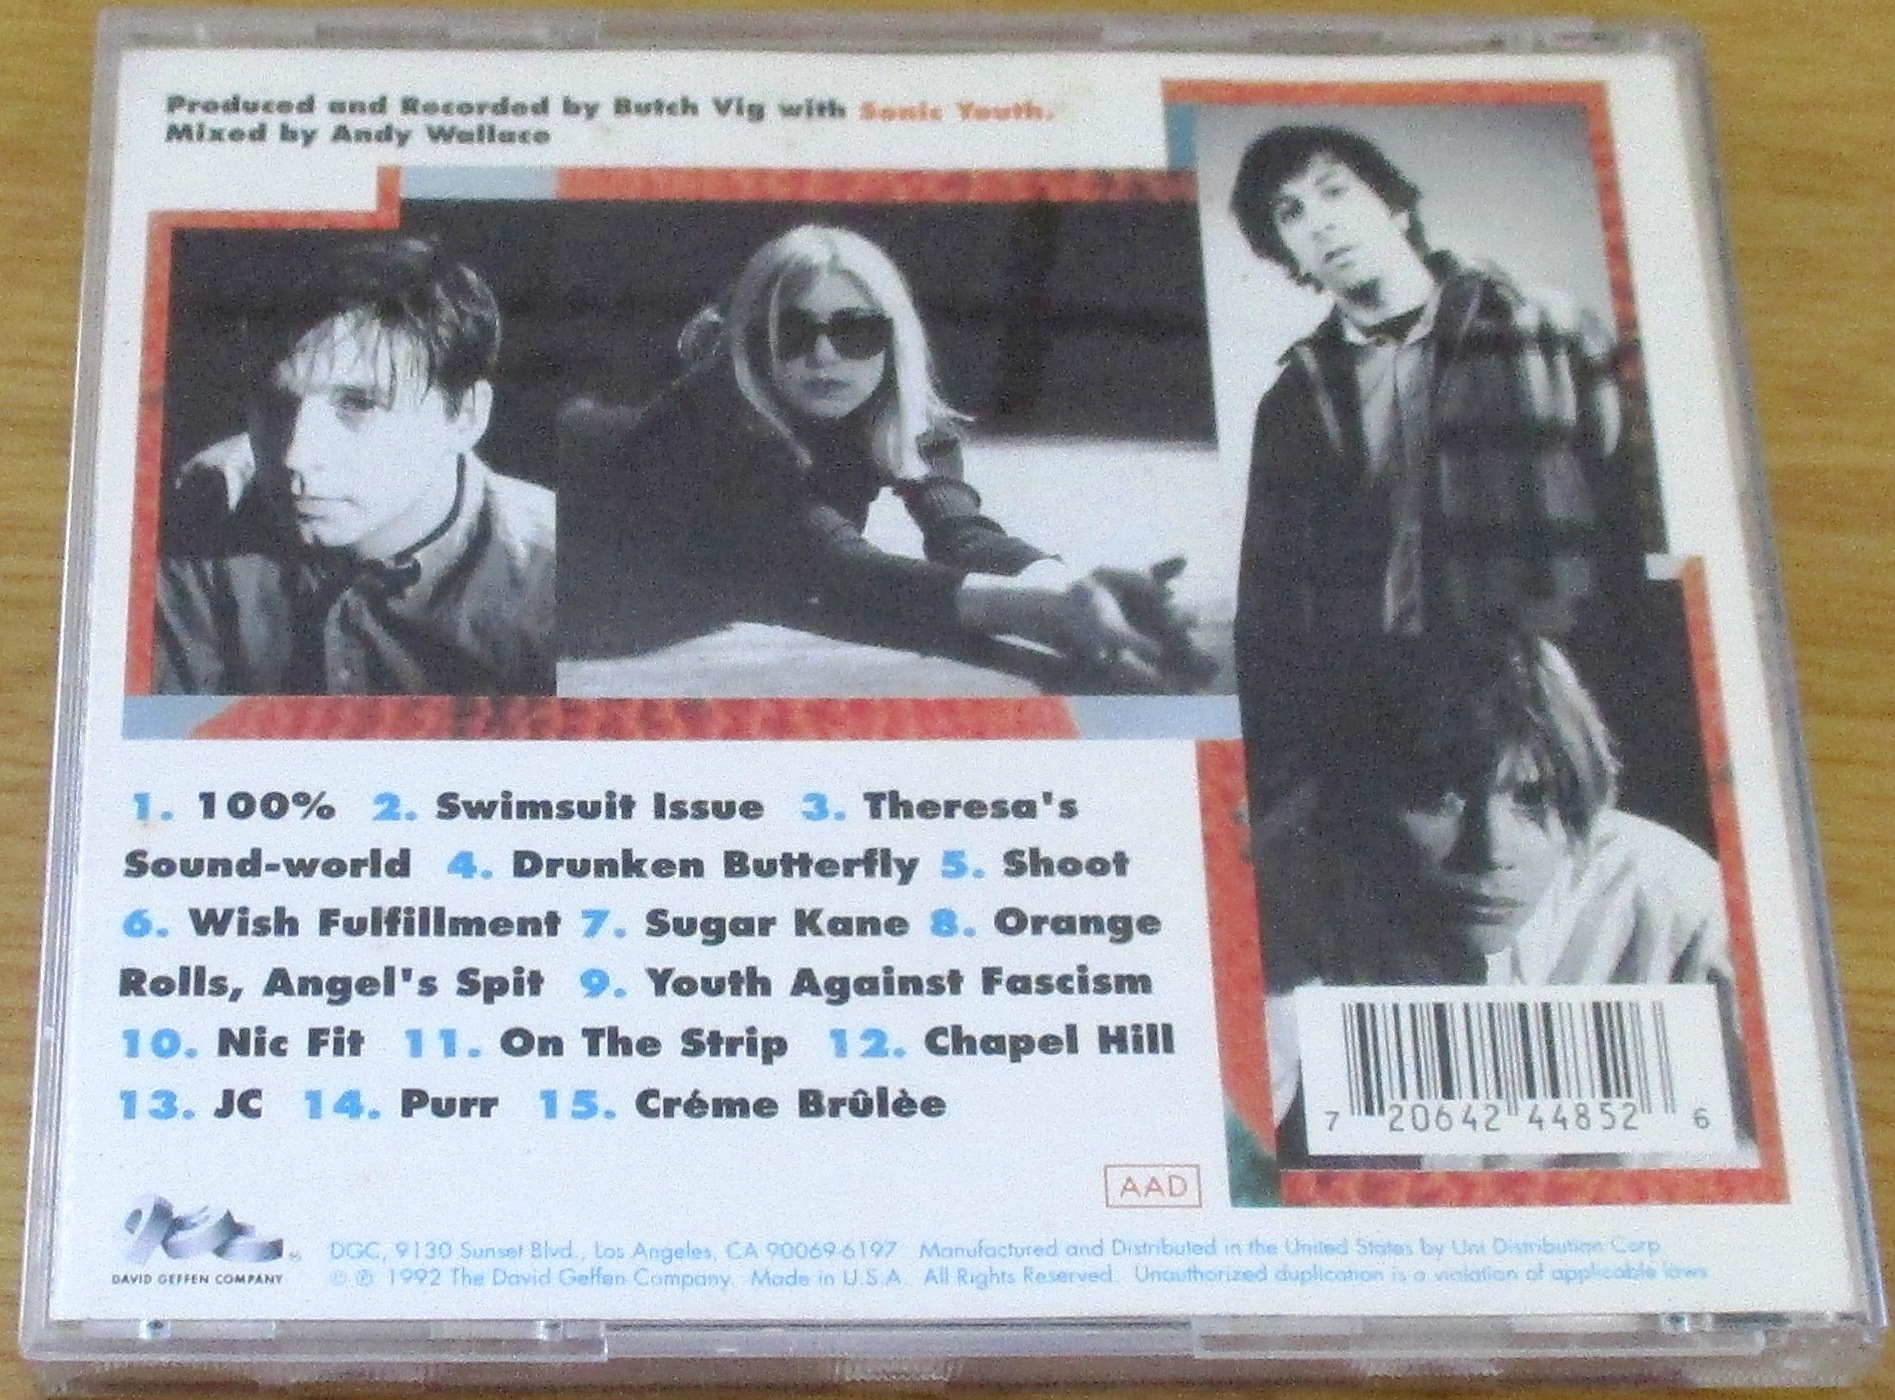 Produced and Recorded by Butch Vig with Sonic Youth.
Mixed by Andy Wallace
1. 100% 2. Swimsuit Issue 3. Theresa's
Sound-world 4. Drunken Butterfly 5. Shoot
6. Wish Fulfillment 7. Sugar Kane 8. Orange
Rolls, Angel's Spit 9. Youth Against Fascism
10. Nic Fit 11. On The Strip 12. Chapel Hill
13. JC 14. Purr 15. Créme Brûlèe
7 20642 44852 6
AAD
DAVID GEFFEN COMPANY
DGC, 9130 Sunset Blvd., Los Angeles, CA 90069-6197 Manufactured and Distributed in the United States by Uni Distribution Corp.
© ℗ 1992 The David Geffen Company. Made in U.S.A. All Rights Reserved. Unauthorized duplication is a violation of applicable laws